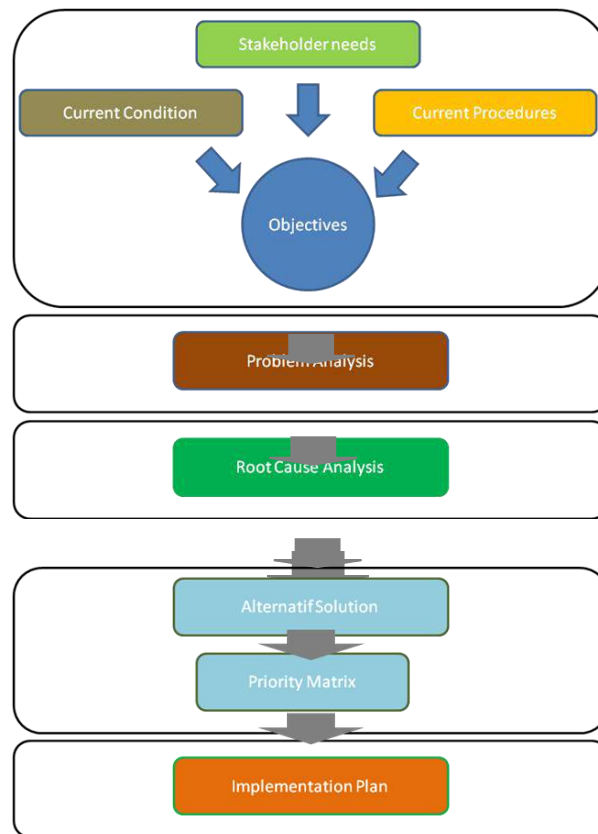 Stakeholder needs
Current Condition
Current Procedures
Objectives
Problem Analysis
Root Cause Analysis
Alternatif Solution
Priority Matrix
Implementation Plan